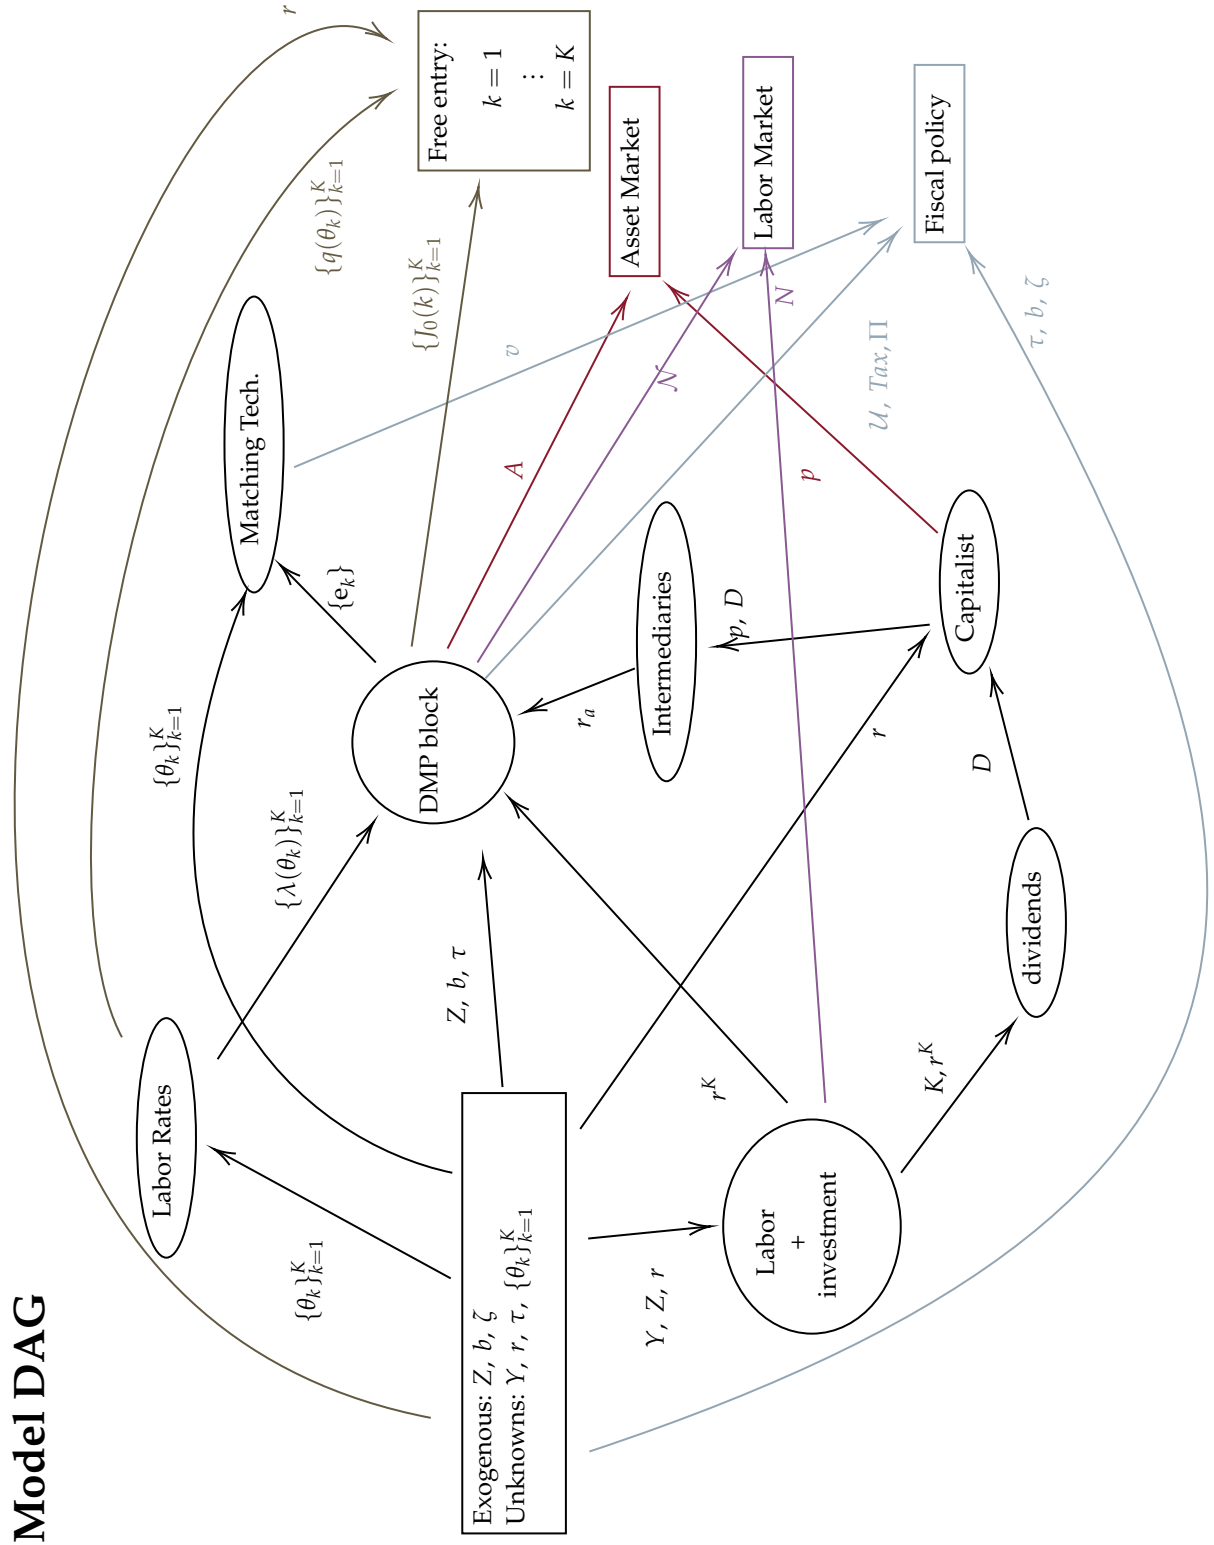 Model DAG
r
{q(θ_k)}_{k=1}^K
{θ_k}_{k=1}^K
Labor Rates
Matching Tech.
{λ(θ_k)}_{k=1}^K
{e_k}
{J_0(k)}_{k=1}^K
Free entry:
k = 1
⋮
k = K
{θ_k}_{k=1}^K
Exogenous: Z, b, ζ
Unknowns: Y, r, τ, {θ_k}_{k=1}^K
Z, b, τ
DMP block
A
υ
Asset Market
r_a
𝒩
Intermediaries
Labor Market
Y, Z, r
r^K
p, D
p
N
Labor
+
investment
r
𝒰, Tax, Π
Fiscal policy
K, r^K
D
Capitalist
dividends
τ, b, ζ